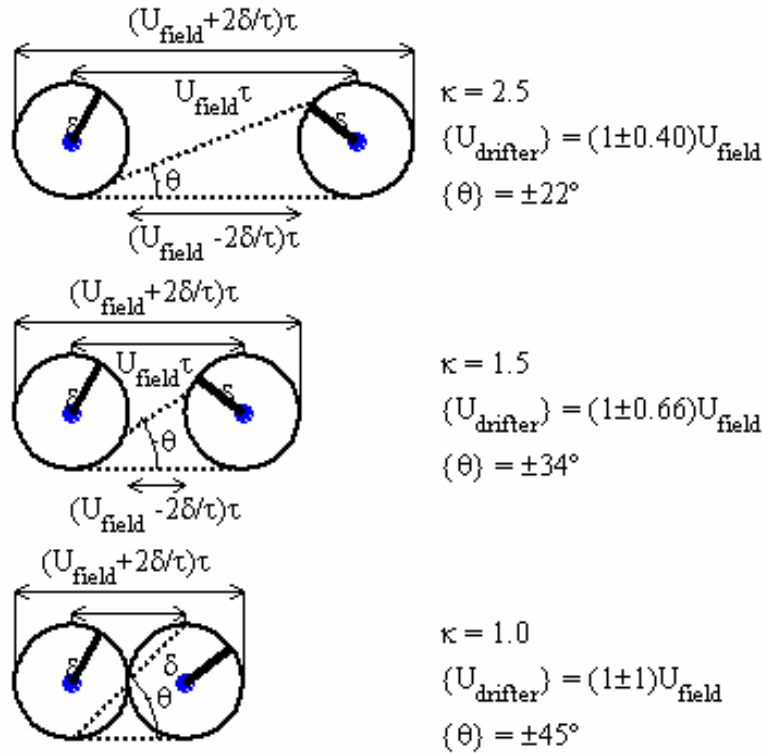 (U_field+2δ/τ)τ
U_fieldτ
δ
δ
θ
(U_field -2δ/τ)τ
κ = 2.5
{U_drifter} = (1±0.40)U_field
{θ} = ±22°
(U_field+2δ/τ)τ
U_fieldτ
δ
δ
θ
(U_field -2δ/τ)τ
κ = 1.5
{U_drifter} = (1±0.66)U_field
{θ} = ±34°
(U_field+2δ/τ)τ
δ
δ
θ
κ = 1.0
{U_drifter} = (1±1)U_field
{θ} = ±45°